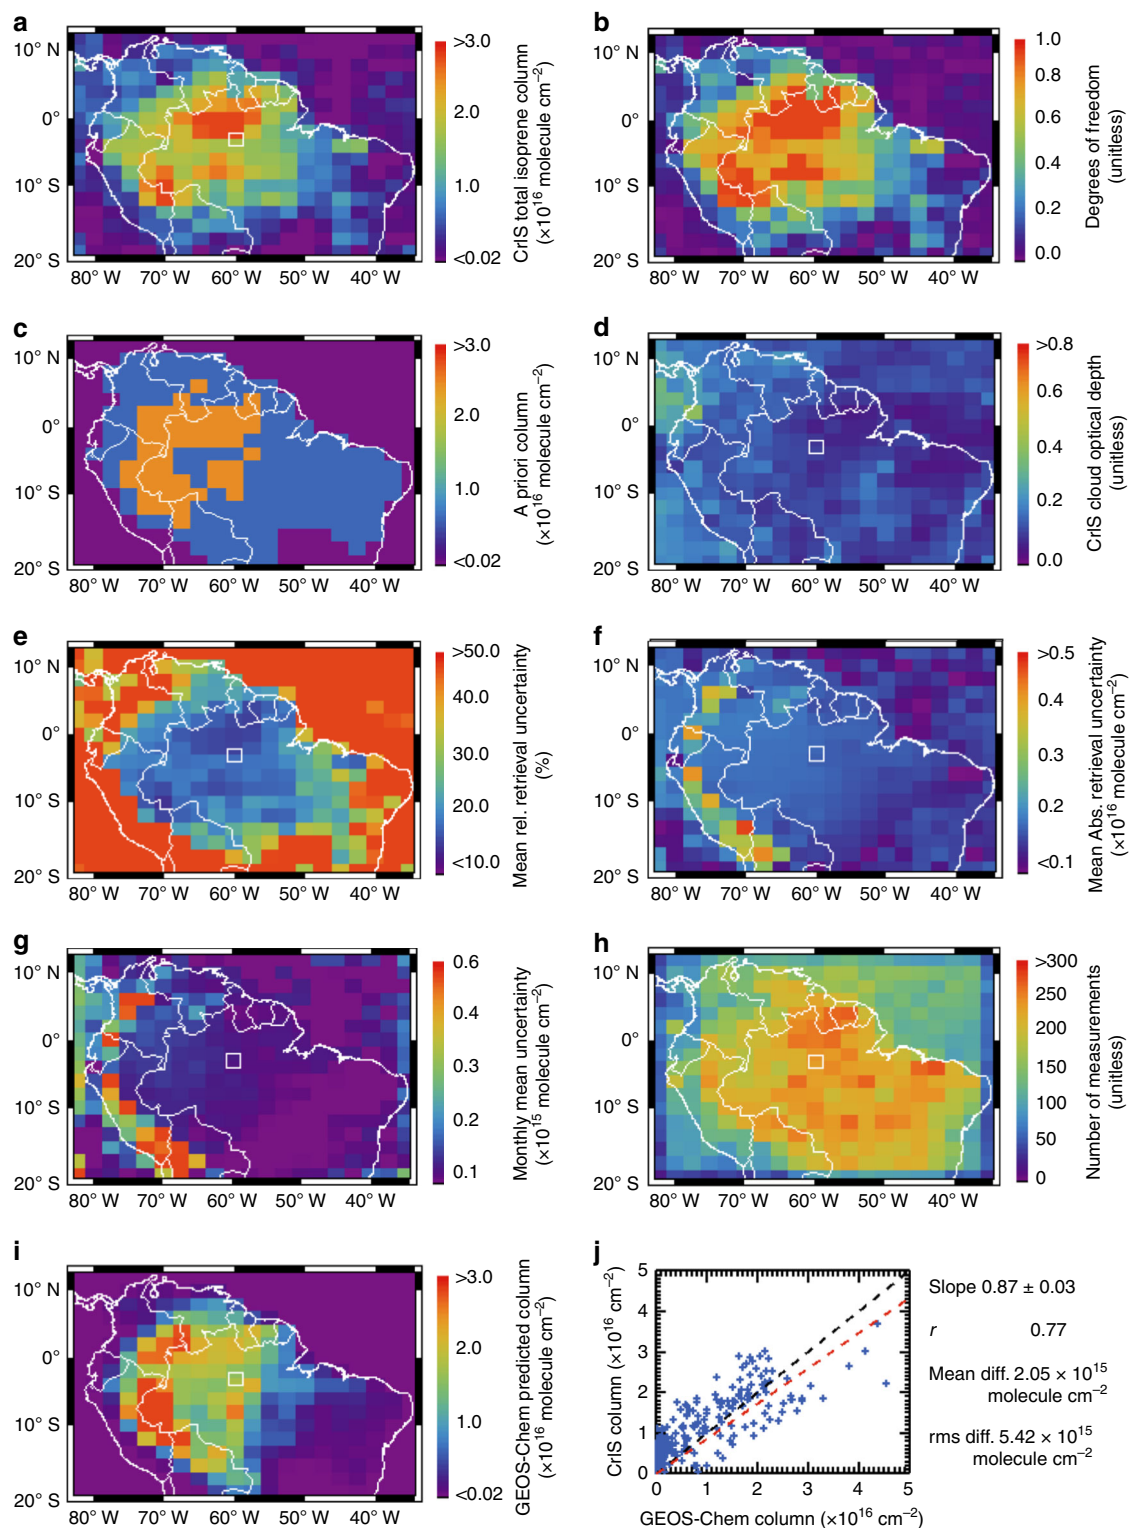 a
10° N
0°
10° S
20° S
80° W 70° W 60° W 50° W 40° W
>3.0
2.0
1.0
<0.02
CrIS total isoprene column
(×10¹⁶ molecule cm⁻²)
b
10° N
0°
10° S
20° S
80° W 70° W 60° W 50° W 40° W
1.0
0.8
0.6
0.4
0.2
0.0
Degrees of freedom
(unitless)
c
10° N
0°
10° S
20° S
80° W 70° W 60° W 50° W 40° W
>3.0
2.0
1.0
<0.02
A priori column
(×10¹⁶ molecule cm⁻²)
d
10° N
0°
10° S
20° S
80° W 70° W 60° W 50° W 40° W
>0.8
0.6
0.4
0.2
0.0
CrIS cloud optical depth
(unitless)
e
10° N
0°
10° S
20° S
80° W 70° W 60° W 50° W 40° W
>50.0
40.0
30.0
20.0
<10.0
Mean rel. retrieval uncertainty
(%)
f
10° N
0°
10° S
20° S
80° W 70° W 60° W 50° W 40° W
>0.5
0.4
0.3
0.2
<0.1
Mean Abs. retrieval uncertainty
(×10¹⁶ molecule cm⁻²)
g
10° N
0°
10° S
20° S
80° W 70° W 60° W 50° W 40° W
0.6
0.4
0.3
0.2
0.1
Monthly mean uncertainty
(×10¹⁵ molecule cm⁻²)
h
10° N
0°
10° S
20° S
80° W 70° W 60° W 50° W 40° W
>300
250
200
150
100
50
0
Number of measurements
(unitless)
i
10° N
0°
10° S
20° S
80° W 70° W 60° W 50° W 40° W
>3.0
2.0
1.0
<0.02
GEOS-Chem predicted column
(×10¹⁶ molecule cm⁻²)
j
5
4
3
2
1
0
0 1 2 3 4 5
CrIS column (×10¹⁶ cm⁻²)
GEOS-Chem column (×10¹⁶ cm⁻²)
Slope 0.87 ± 0.03
r 0.77
Mean diff. 2.05 × 10¹⁵
molecule cm⁻²
rms diff. 5.42 × 10¹⁵
molecule cm⁻²